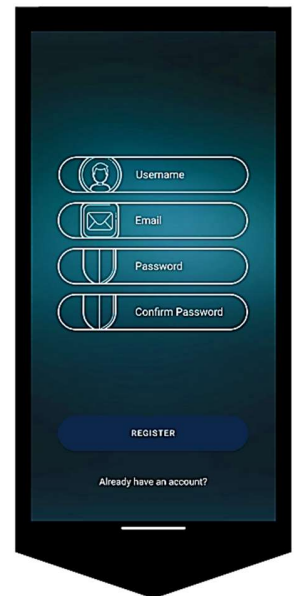 Username
Email
Password
Confirm Password
REGISTER
Already have an account?